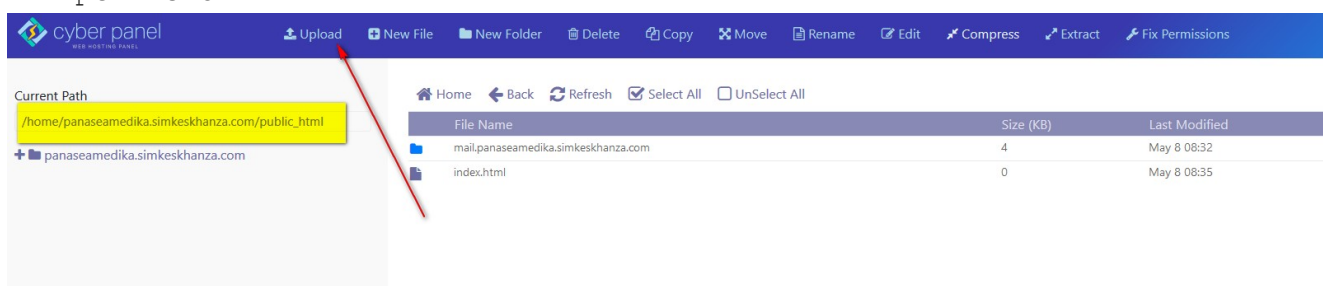 cyber panel
WEB HOSTING PANEL
Upload New File New Folder Delete Copy Move Rename Edit Compress Extract Fix Permissions
Current Path
/home/panaseamedika.simkeskhanza.com/public_html
panaseamedika.simkeskhanza.com
Home Back Refresh Select All UnSelect All
File Name Size (KB) Last Modified
mail.panaseamedika.simkeskhanza.com 4 May 8 08:32
index.html 0 May 8 08:35